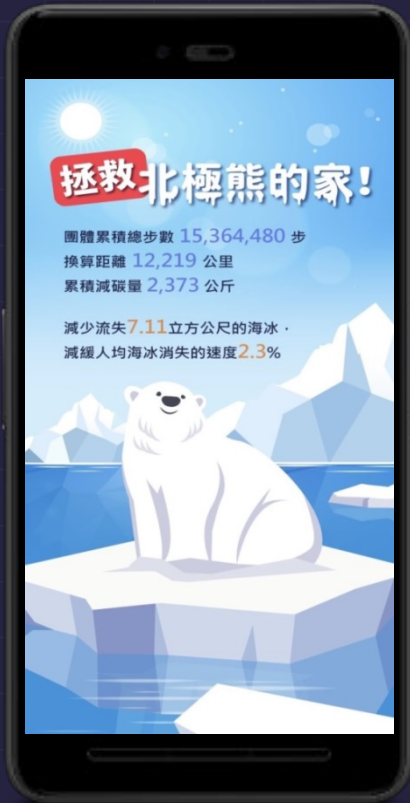 拯救北極熊的家!
團體累積總步數 15,364,480 步
換算距離 12,219 公里
累積減碳量 2,373 公斤
減少流失7.11立方公尺的海冰，
減緩人均海冰消失的速度2.3%